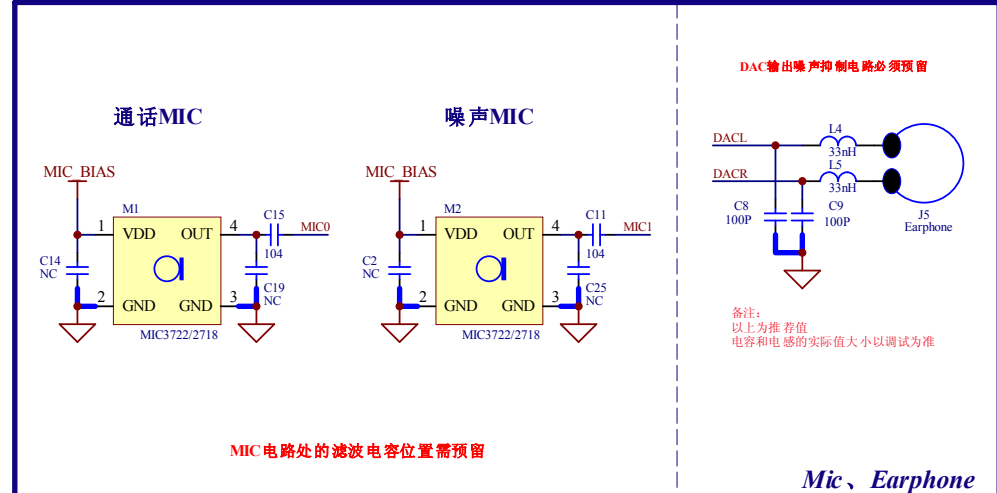 DAC输出噪声抑制电路必须预留
通话MIC
噪声MIC
MIC_BIAS
M1
1
VDD
OUT
4
C15
104
MIC0
C14
NC
2
GND
GND
3
C19
NC
MIC3722/2718
MIC_BIAS
M2
1
VDD
OUT
4
C11
104
MIC1
C2
NC
2
GND
GND
3
C25
NC
MIC3722/2718
DACL
L4
33nH
DACR
L5
33nH
C8
100P
C9
100P
J5
Earphone
备注:
以上为推荐值
电容和电感的实际值大小以调试为准
MIC电路处的滤波电容位置需预留
Mic、Earphone